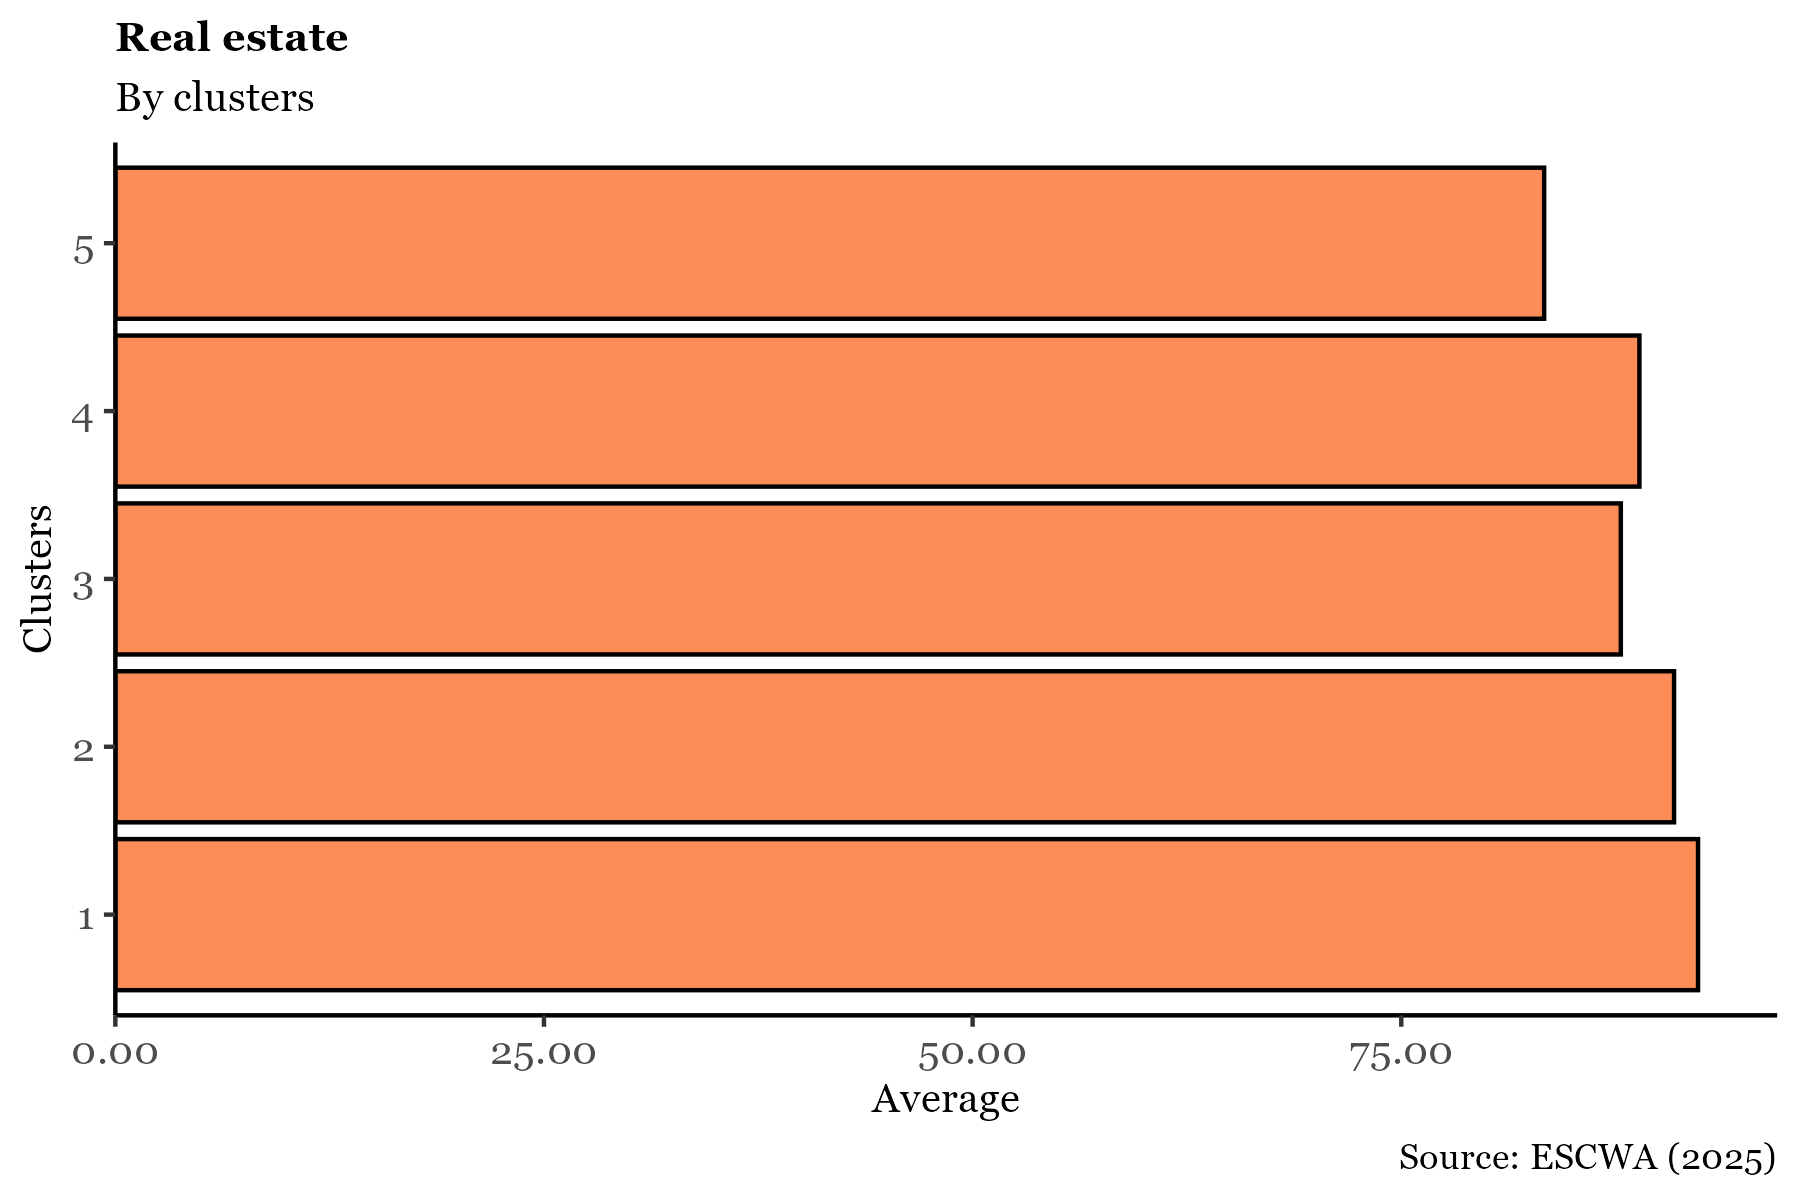 Real estate
By clusters
5
4
3
2
1
Clusters
0.00 25.00 50.00 75.00
Average
Source: ESCWA (2025)